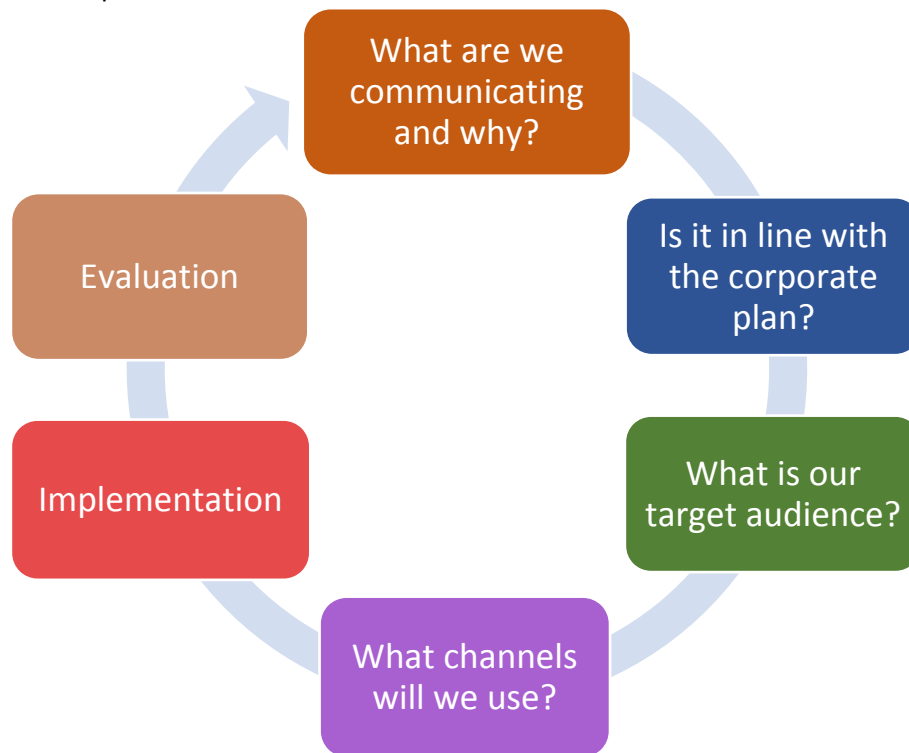 What are we
communicating
and why?
Is it in line with
the corporate
plan?
What is our
target audience?
What channels
will we use?
Implementation
Evaluation